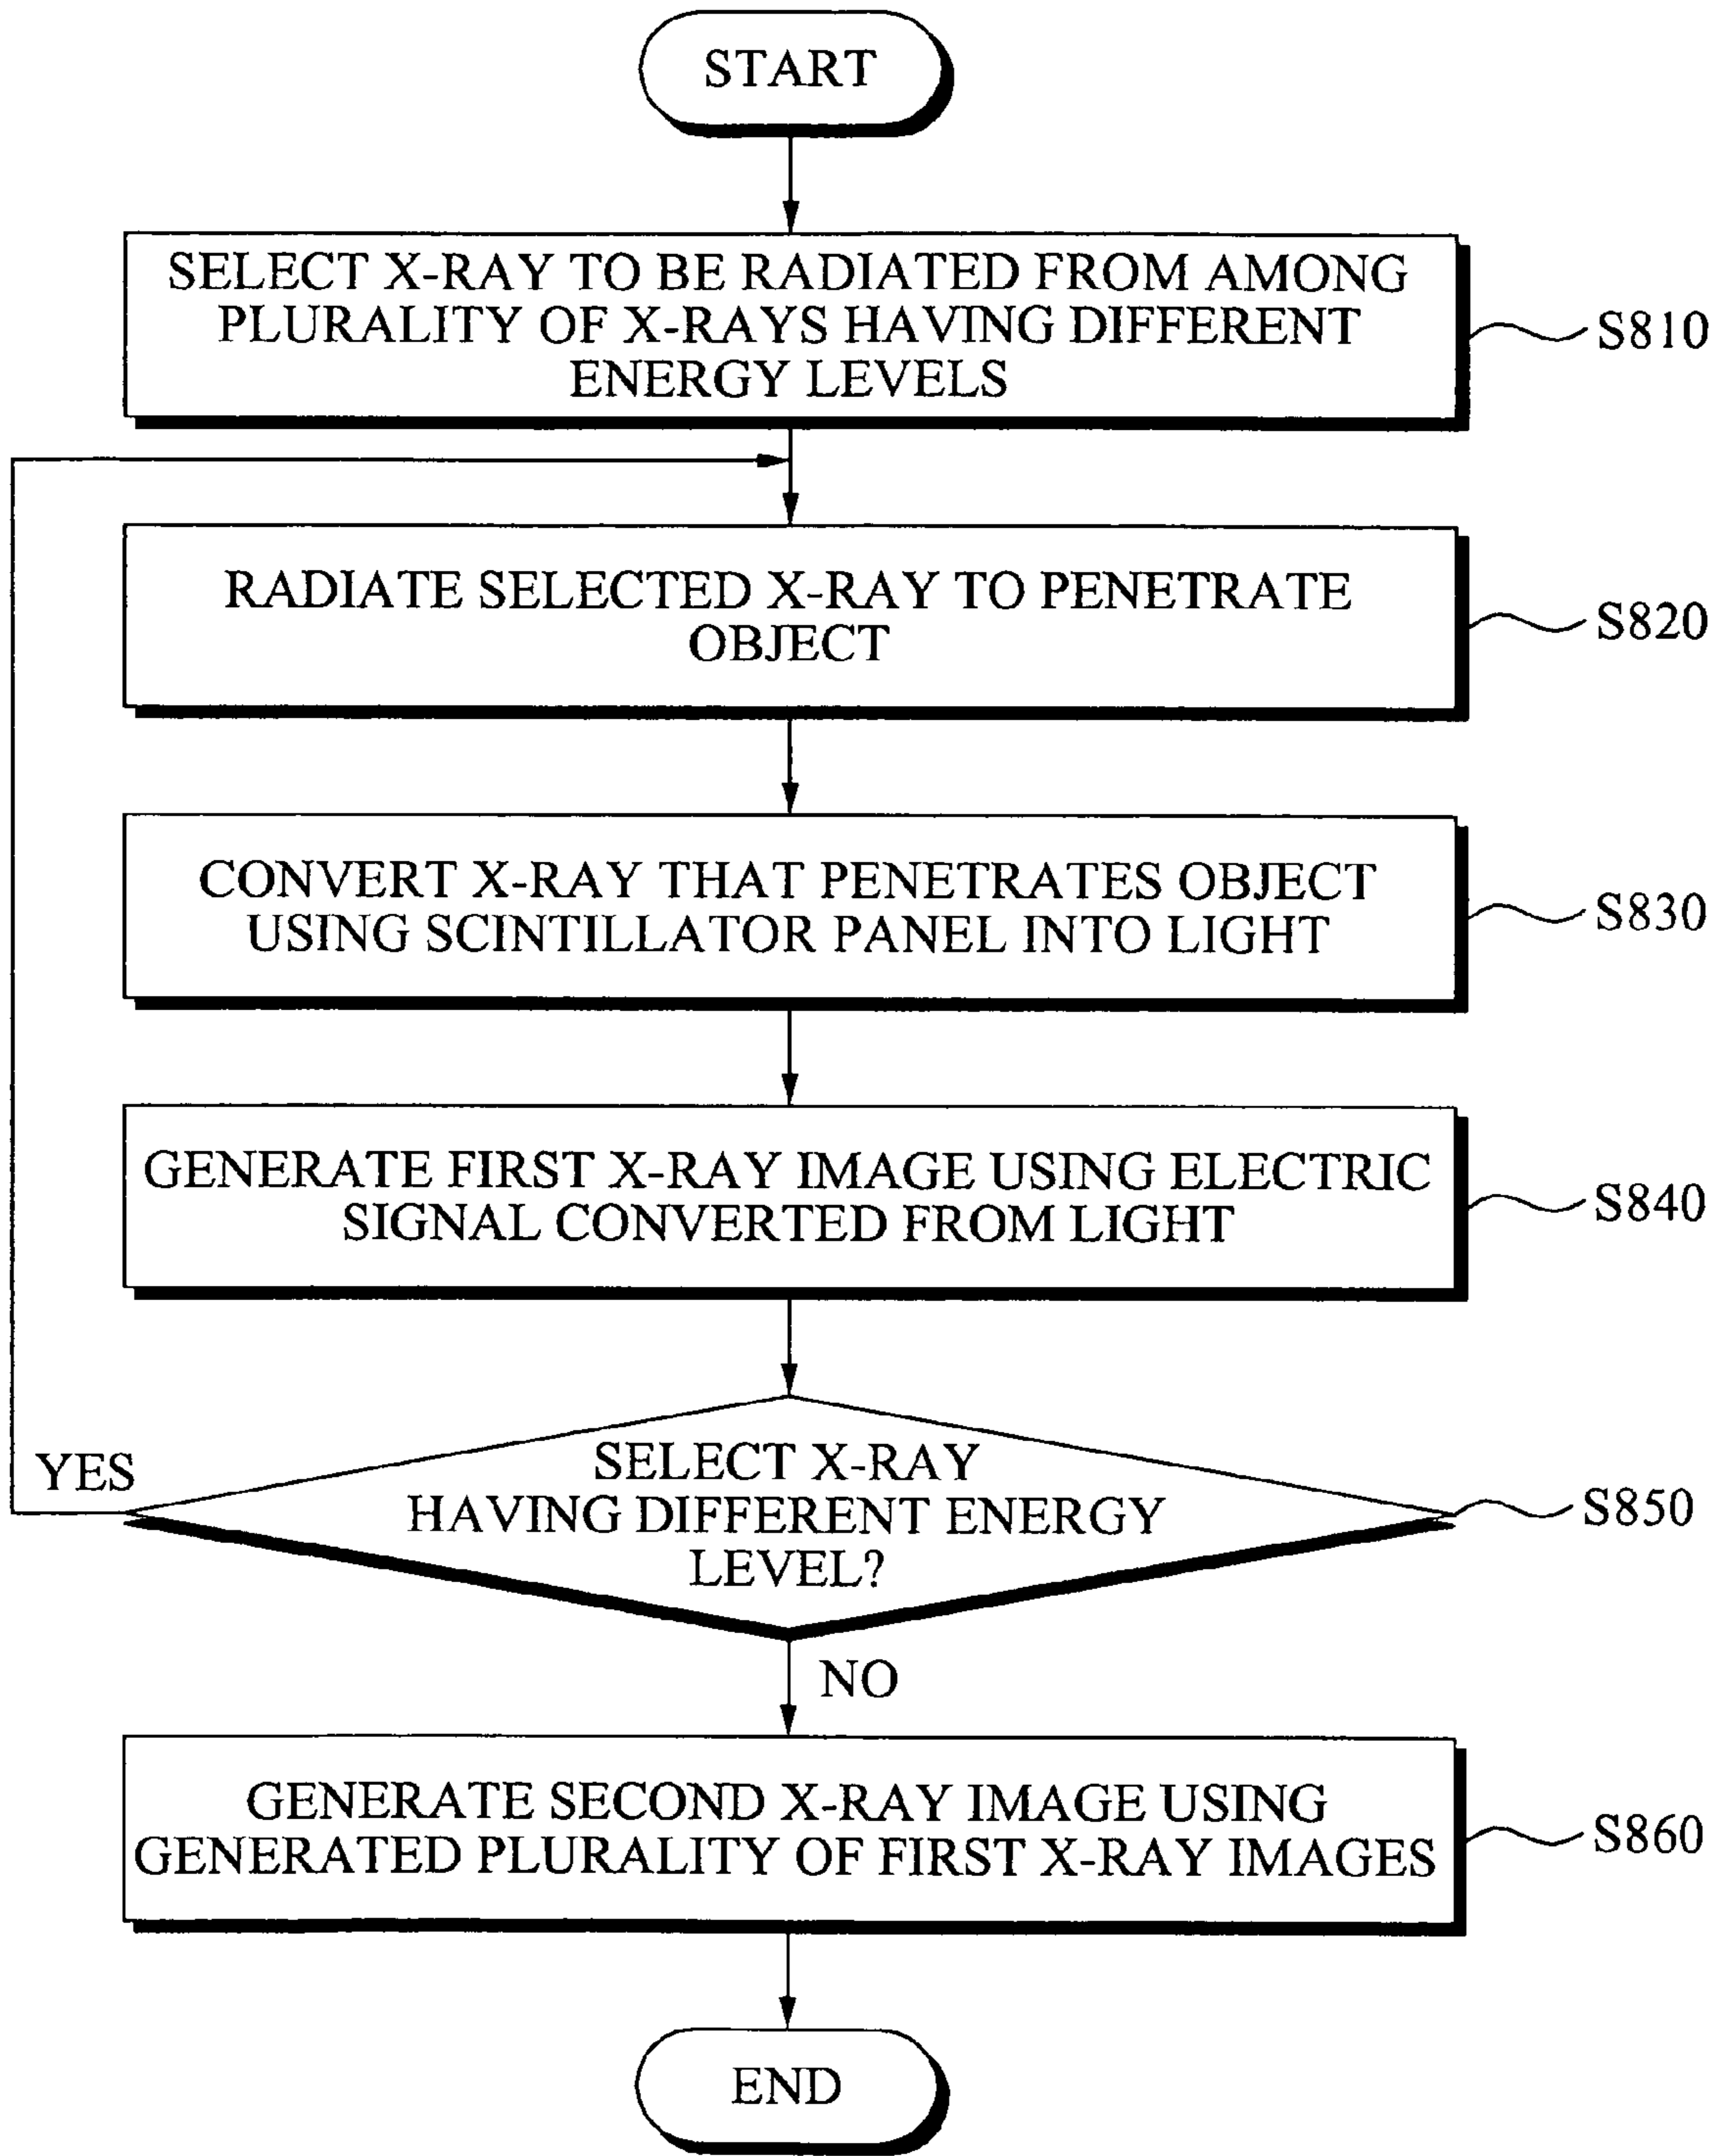 START
SELECT X-RAY TO BE RADIATED FROM AMONG
PLURALITY OF X-RAYS HAVING DIFFERENT
ENERGY LEVELS
S810
RADIATE SELECTED X-RAY TO PENETRATE
OBJECT
S820
CONVERT X-RAY THAT PENETRATES OBJECT
USING SCINTILLATOR PANEL INTO LIGHT
S830
GENERATE FIRST X-RAY IMAGE USING ELECTRIC
SIGNAL CONVERTED FROM LIGHT
S840
YES
SELECT X-RAY
HAVING DIFFERENT ENERGY
LEVEL?
S850
NO
GENERATE SECOND X-RAY IMAGE USING
GENERATED PLURALITY OF FIRST X-RAY IMAGES
S860
END